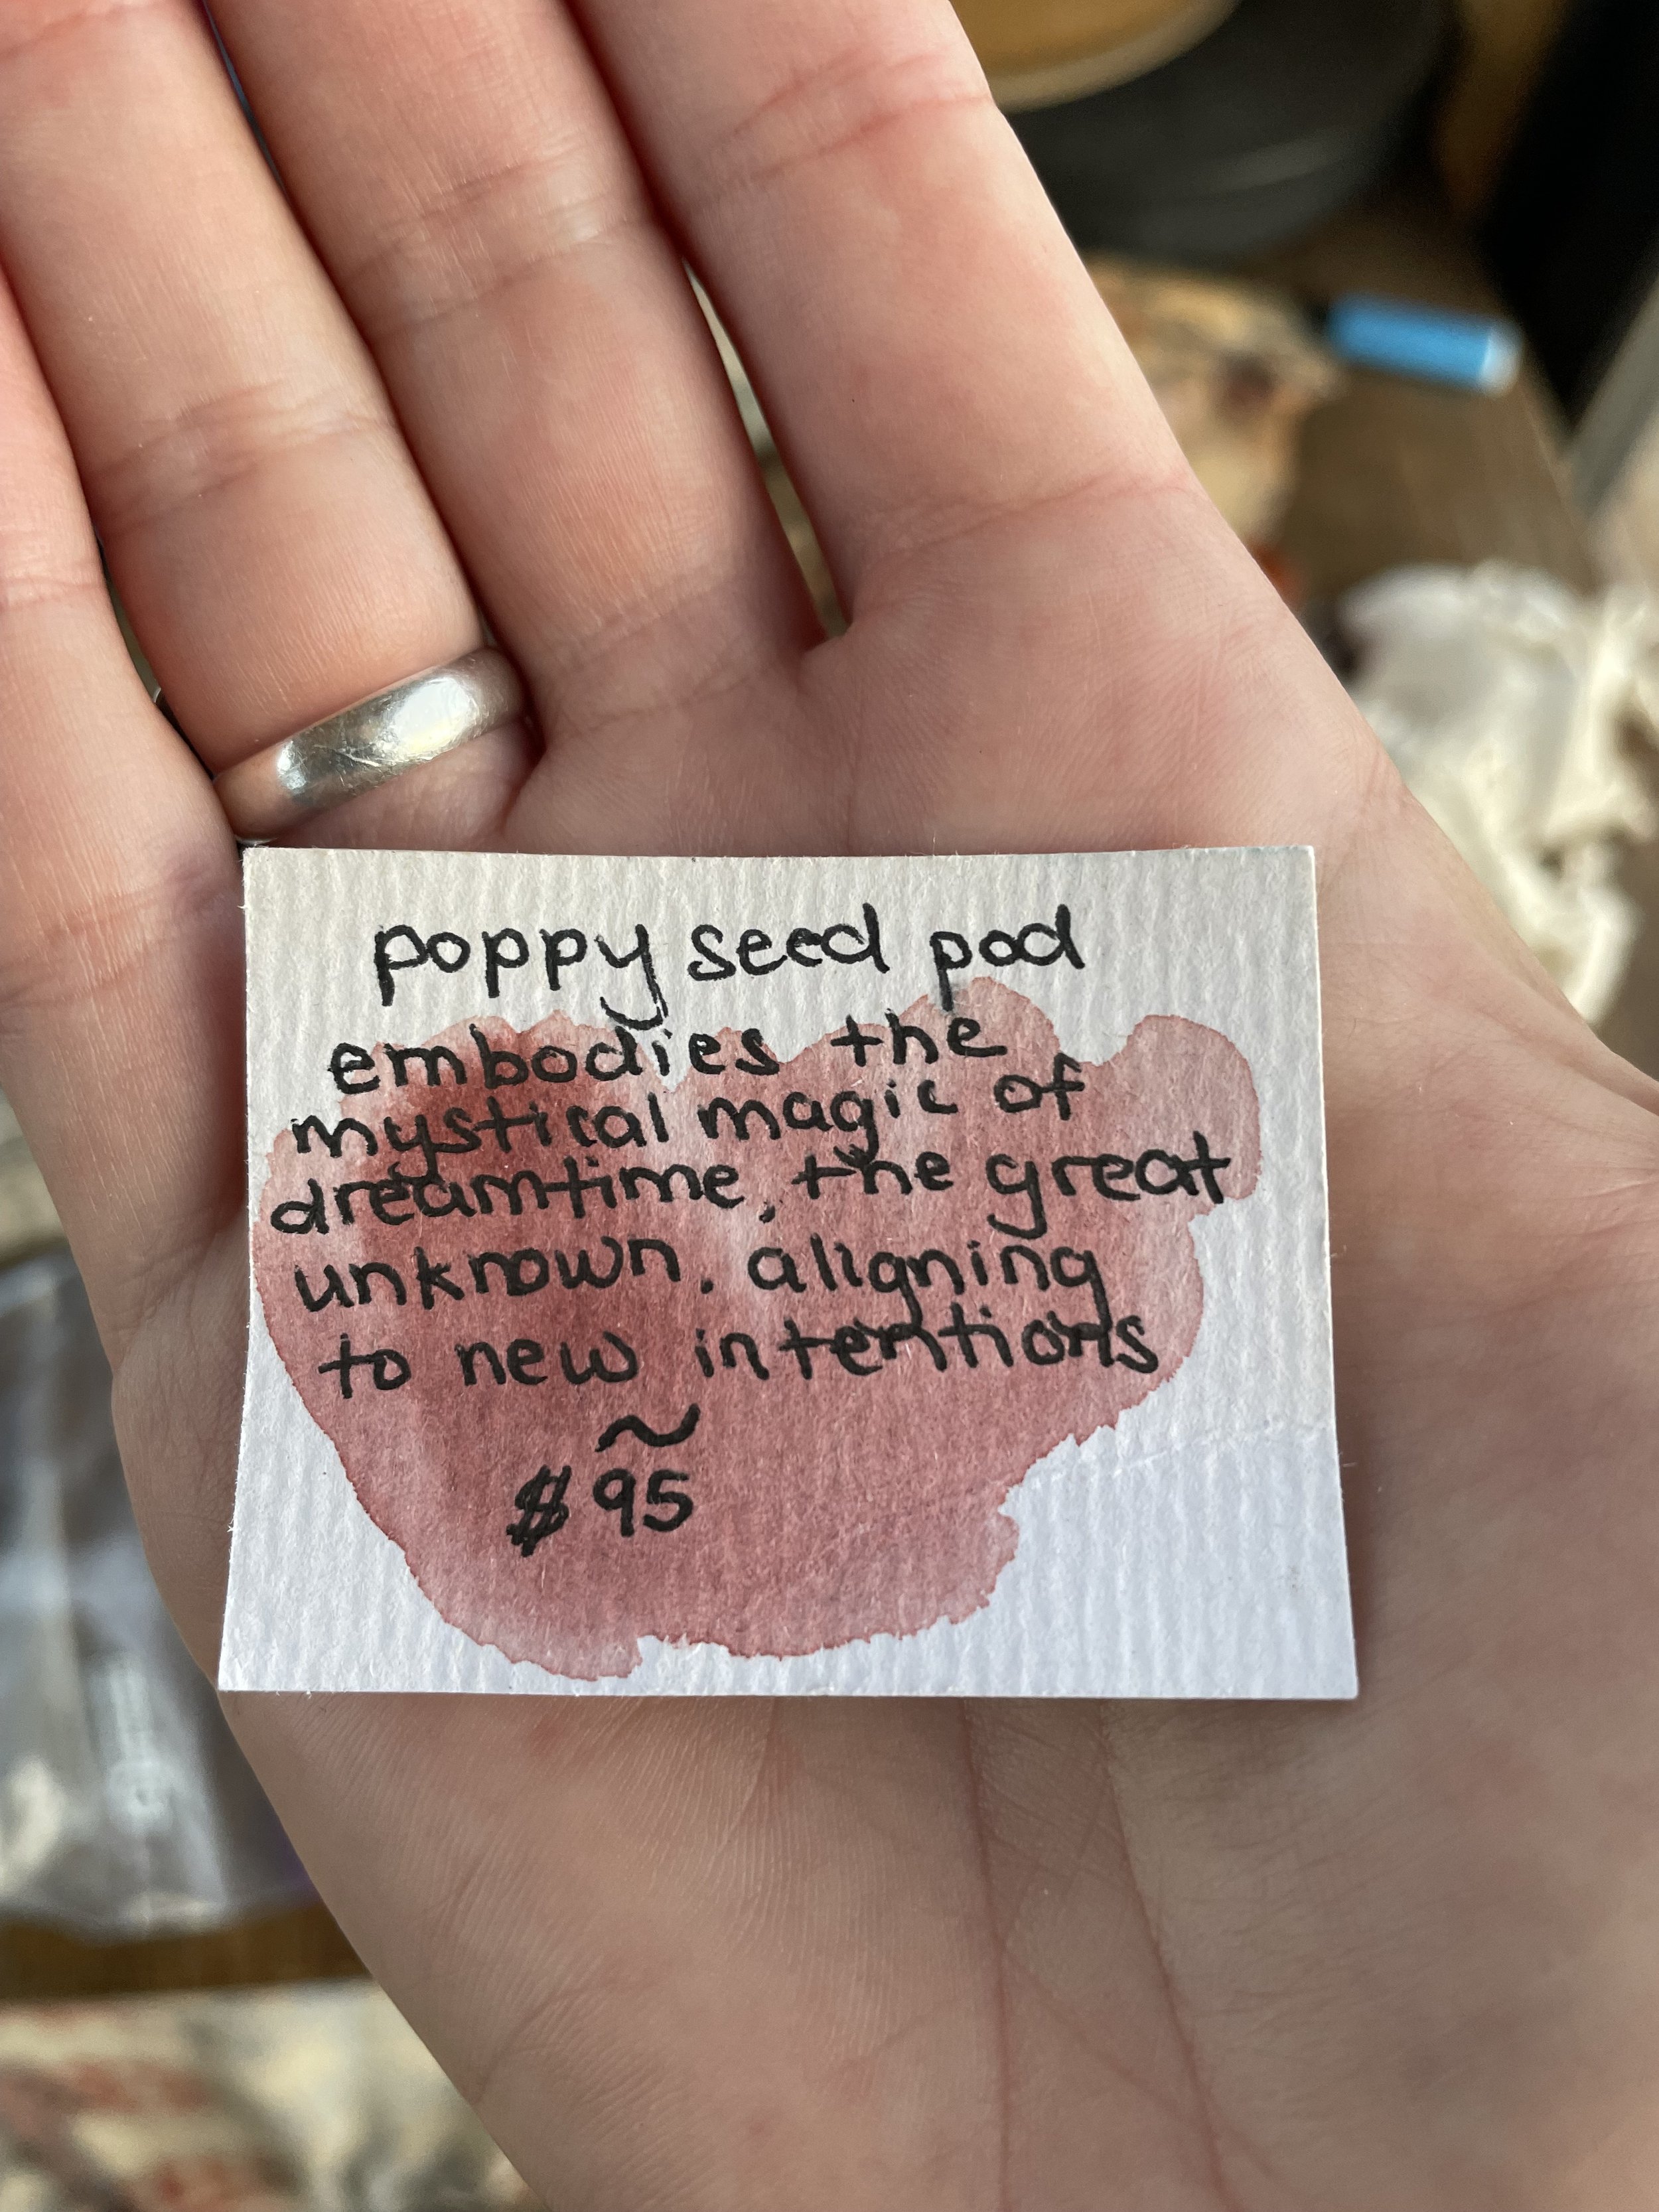 poppy seed pod
embodies the
mystical magic of
dreamtime, the great
unknown. aligning
to new intentions
~
$95